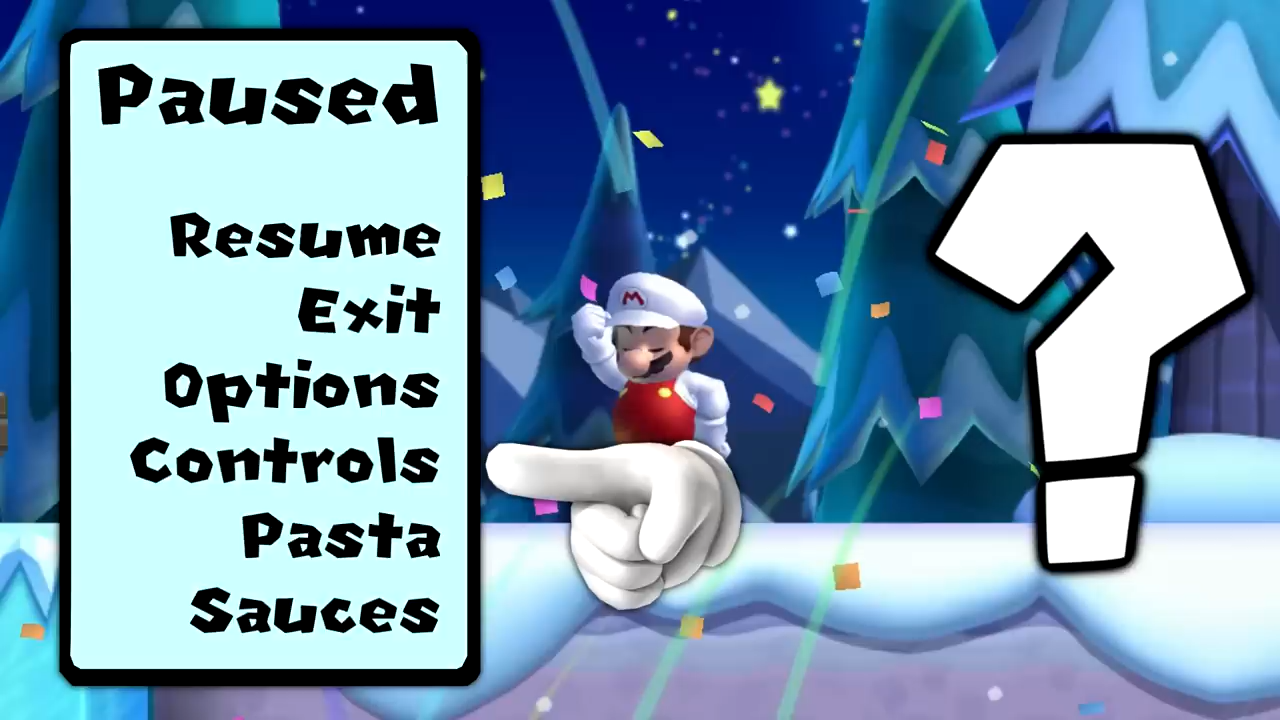 Paused
Resume
Exit
Options
Controls
Pasta
Sauces
M
?